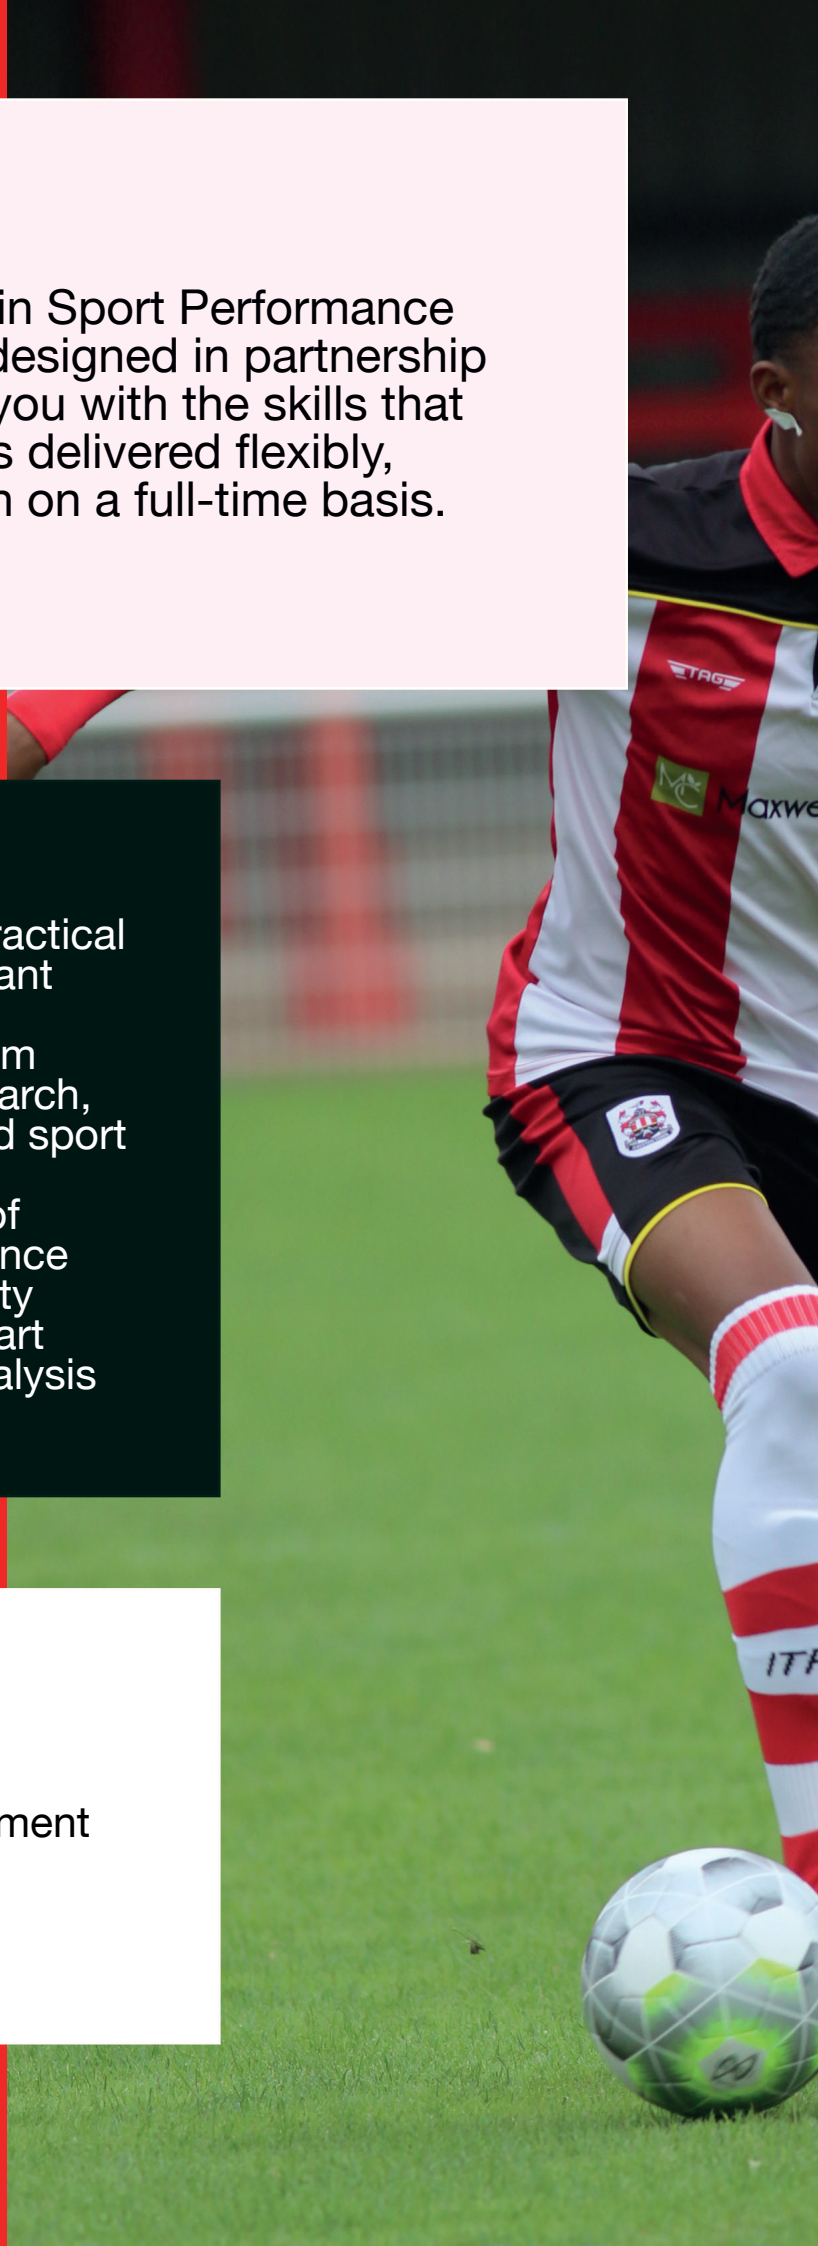 in Sport Performance
designed in partnership
you with the skills that
s delivered flexibly,
n on a full-time basis.
TAG
MC Maxwe
ractical
ant
m
arch,
d sport
of
nce
ty
art
alysis
ITF
ment